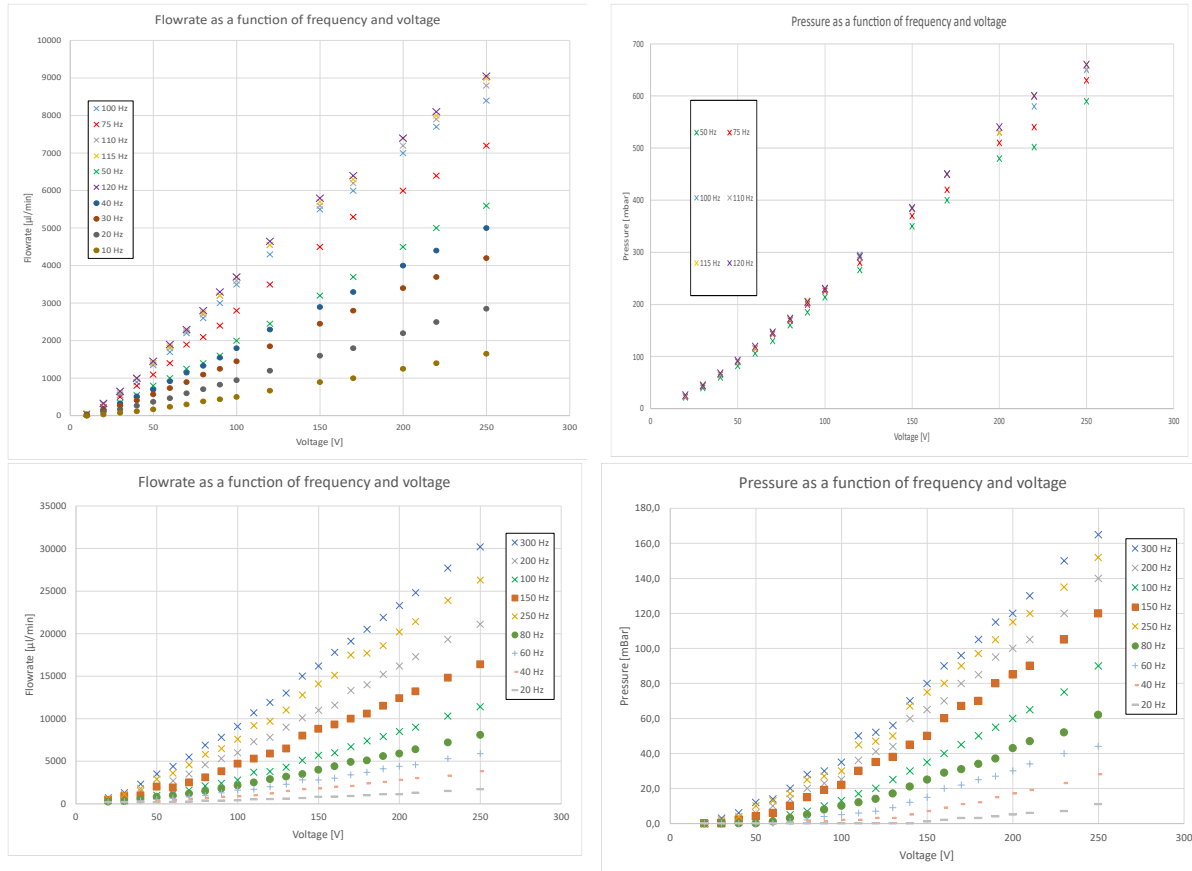 Flowrate as a function of frequency and voltage
10000
9000
8000
7000
6000
5000
4000
3000
2000
1000
0
Flowrate [µl/min]
100 Hz
75 Hz
110 Hz
115 Hz
50 Hz
120 Hz
40 Hz
30 Hz
20 Hz
10 Hz
0 50 100 150 200 250 300
Voltage [V]
Pressure as a function of frequency and voltage
700
600
500
400
300
200
100
0
Pressure [mbar]
50 Hz 75 Hz
100 Hz 110 Hz
115 Hz 120 Hz
0 50 100 150 200 250 300
Voltage [V]
Flowrate as a function of frequency and voltage
35000
30000
25000
20000
15000
10000
5000
0
Flowrate [µl/min]
300 Hz
200 Hz
100 Hz
150 Hz
250 Hz
80 Hz
60 Hz
40 Hz
20 Hz
0 50 100 150 200 250 300
Voltage [V]
Pressure as a function of frequency and voltage
180,0
160,0
140,0
120,0
100,0
80,0
60,0
40,0
20,0
0,0
Pressure [mBar]
300 Hz
200 Hz
100 Hz
150 Hz
250 Hz
80 Hz
60 Hz
40 Hz
20 Hz
0 50 100 150 200 250 300
Voltage [V]